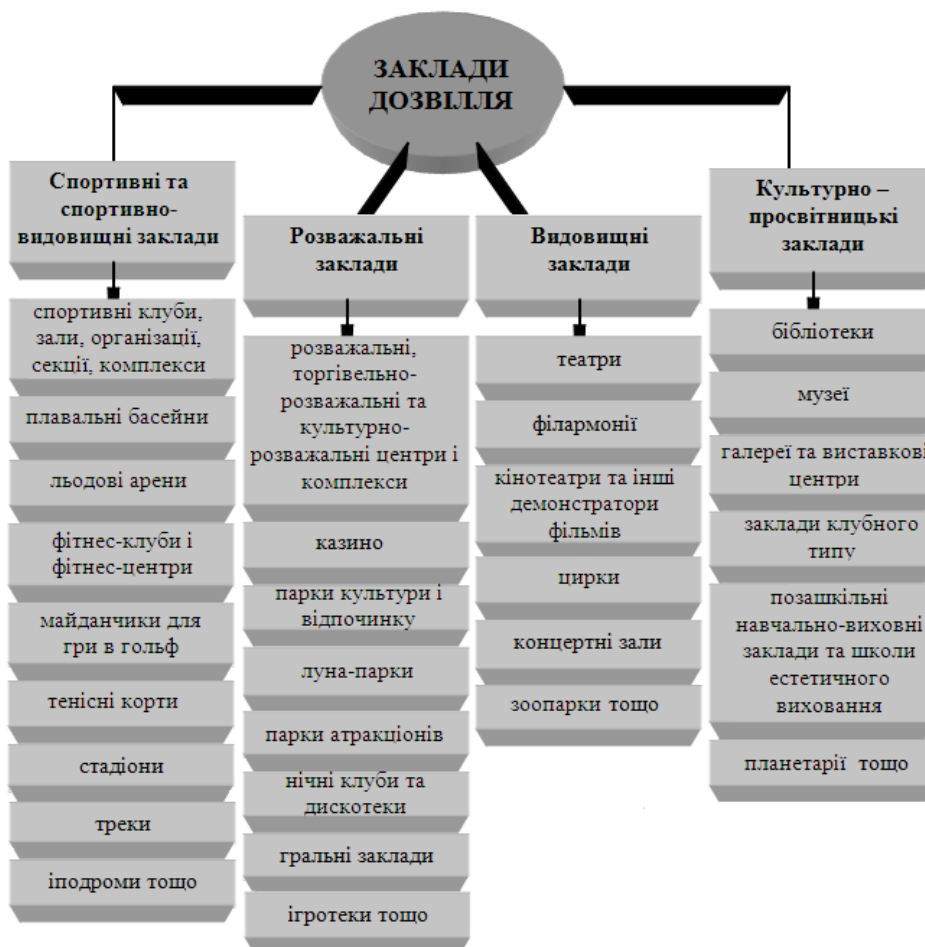 ЗАКЛАДИ
ДОЗВІЛЛЯ
Спортивні та
спортивно-
видовищні заклади
спортивні клуби,
зали, організації,
секції, комплекси
плавальні басейни
льодові арени
фітнес-клуби і
фітнес-центри
майданчики для
гри в гольф
тенісні корти
стадіони
треки
іподроми тощо
Розважальні
заклади
розважальні,
торгівельно-
розважальні та
культурно-
розважальні центри і
комплекси
казино
парки культури і
відпочинку
луна-парки
парки атракціонів
нічні клуби та
дискотеки
гральні заклади
ігротеки тощо
Видовищні
заклади
театри
філармонії
кінотеатри та інші
демонстратори
фільмів
цирки
концертні зали
зоопарки тощо
Культурно –
просвітницькі
заклади
бібліотеки
музеї
галереї та виставкові
центри
заклади клубного
типу
позашкільні
навчально-виховні
заклади та школи
естетичного
виховання
планетарії тощо